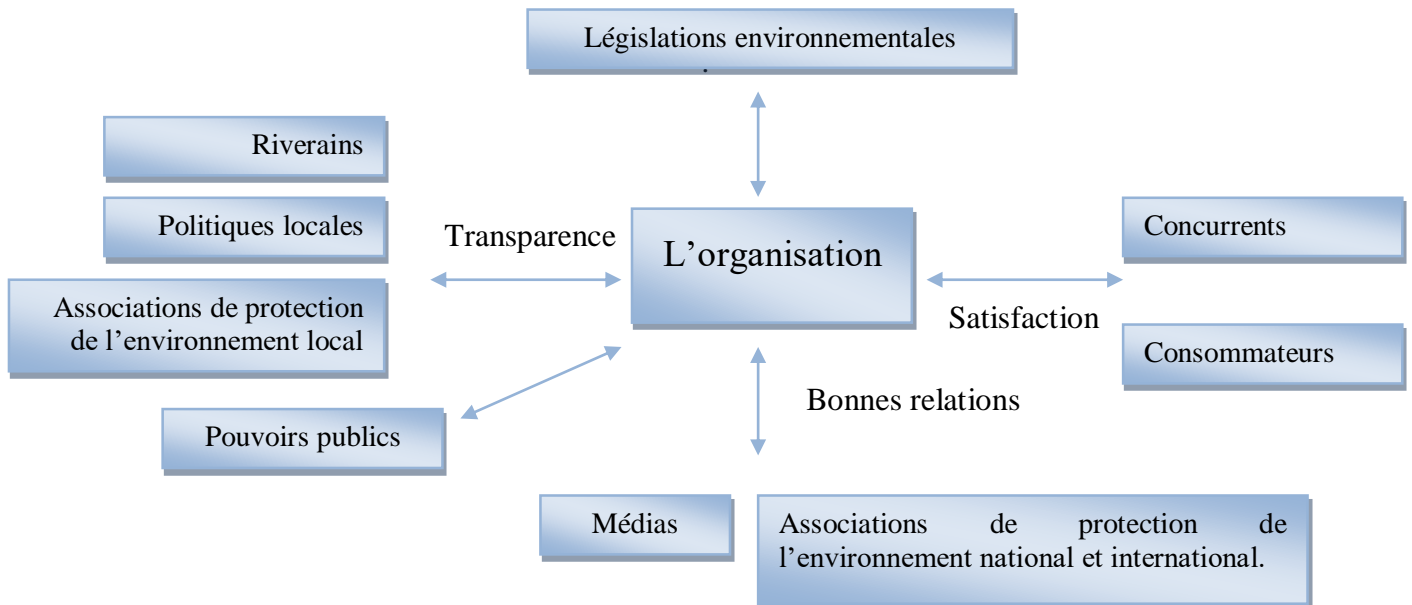 Législations environnementales
.
Riverains
Politiques locales
Transparence
L’organisation
Concurrents
Associations de protection
de l’environnement local
Satisfaction
Consommateurs
Bonnes relations
Pouvoirs publics
Médias
Associations de protection de
l’environnement national et international.